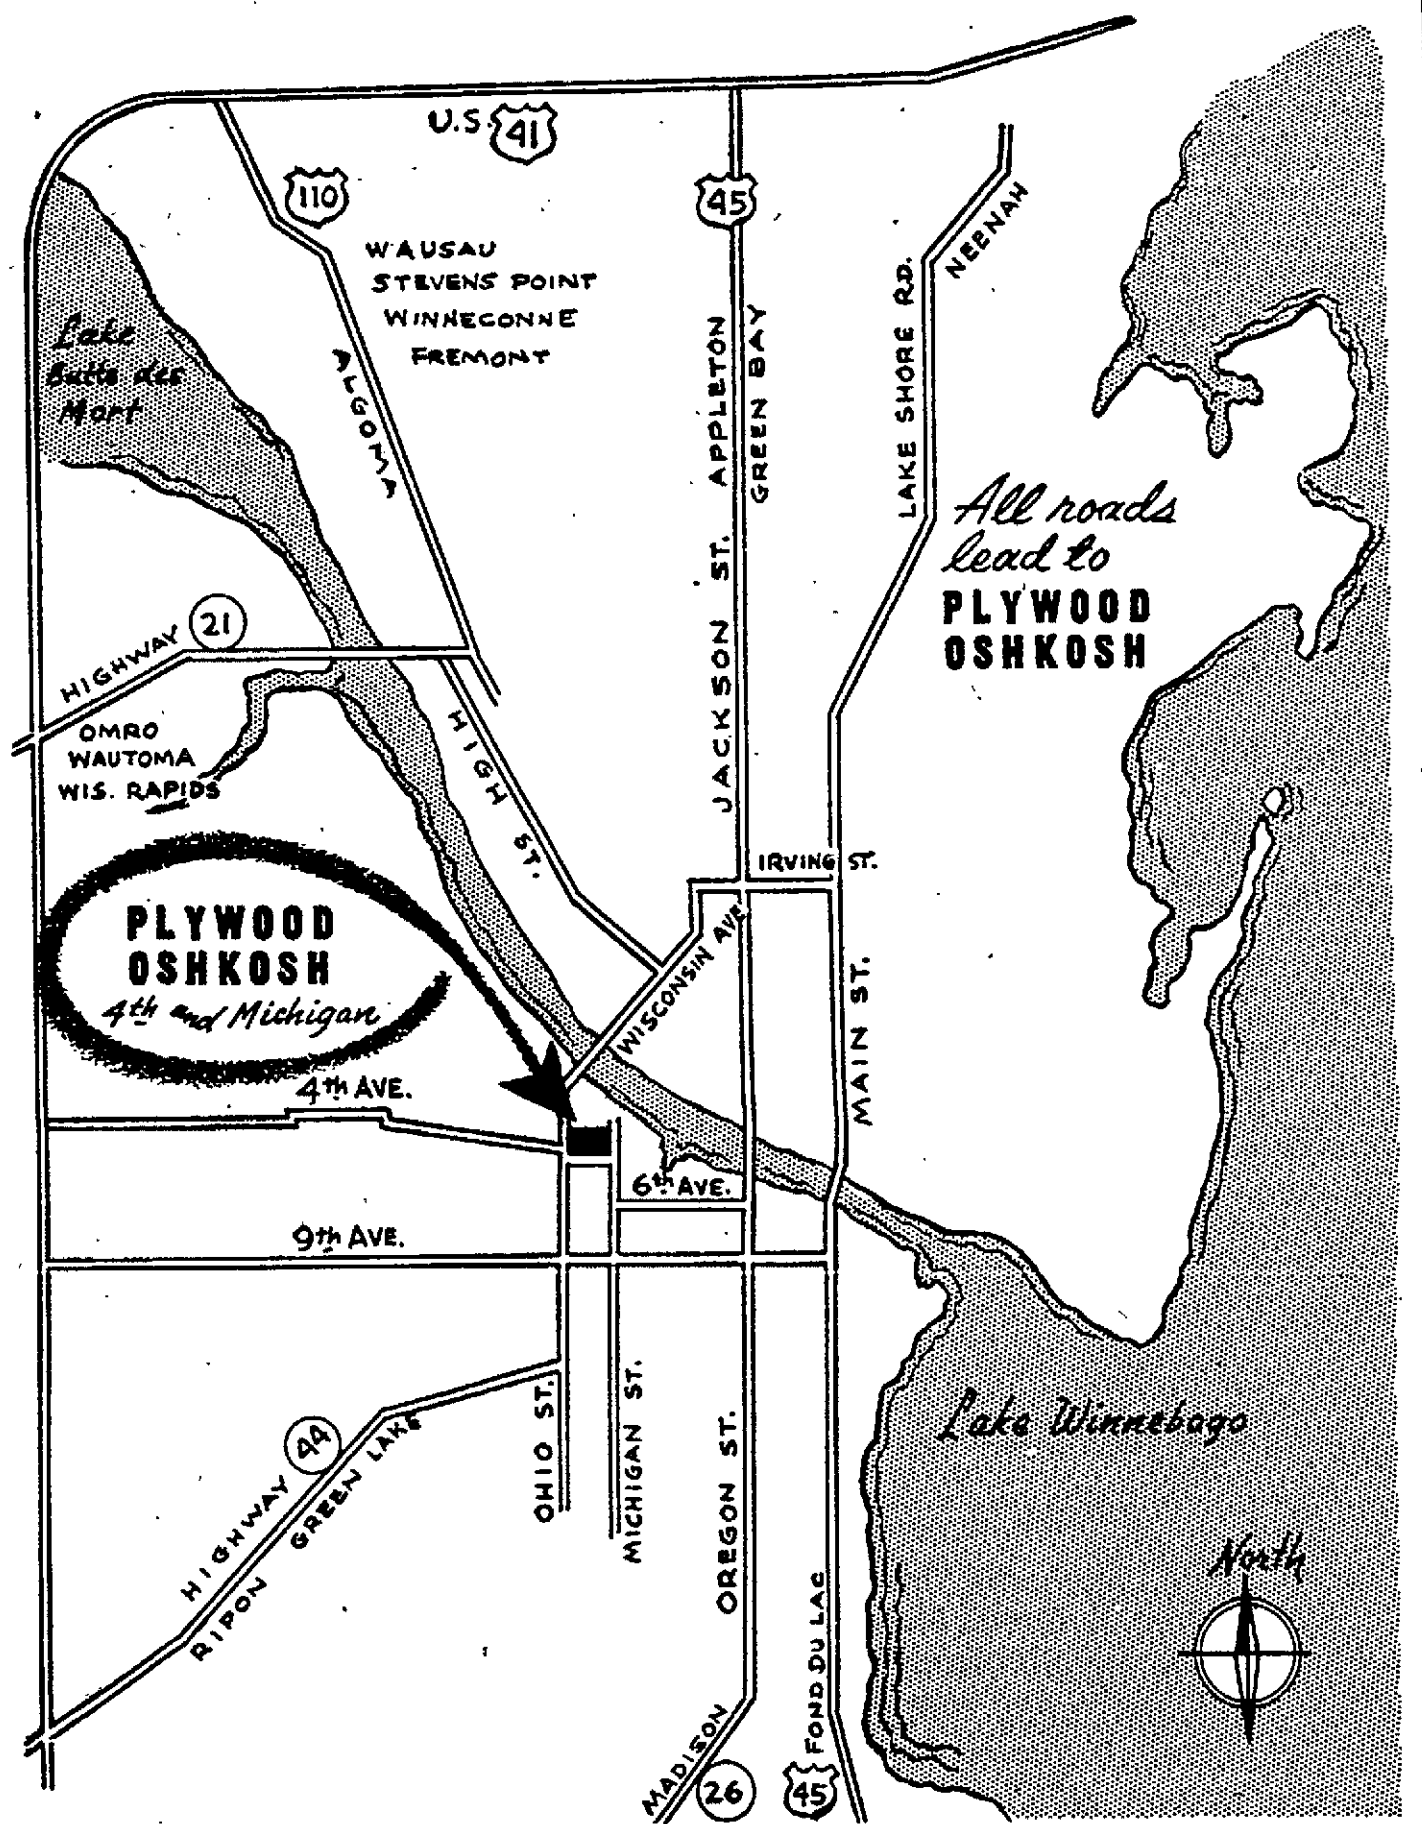 U.S. 41
110
45
WAUSAU
STEVENS POINT
WINNECONNE
FREMONT
NEENAH
LAKE SHORE RD.
Lake
Butte des
Mort
ALGOMA
JACKSON ST. APPLETON
GREEN BAY
All roads
lead to
PLYWOOD
OSHKOSH
HIGHWAY 21
OMRO
WAUTOMA
WIS. RAPIDS
HIGH ST.
IRVING ST.
PLYWOOD
OSHKOSH
4th and Michigan
WISCONSIN AVE
MAIN ST.
4th AVE.
6th AVE.
9th AVE.
Lake Winnebago
HIGHWAY 44
RIPON GREEN LAKE
OHIO ST.
MICHIGAN ST.
OREGON ST.
FOND DU LAC
North
MADISON
26
45